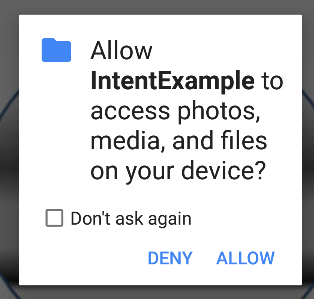 Allow
IntentExample to
access photos,
media, and files
on your device?
Don't ask again
DENY ALLOW